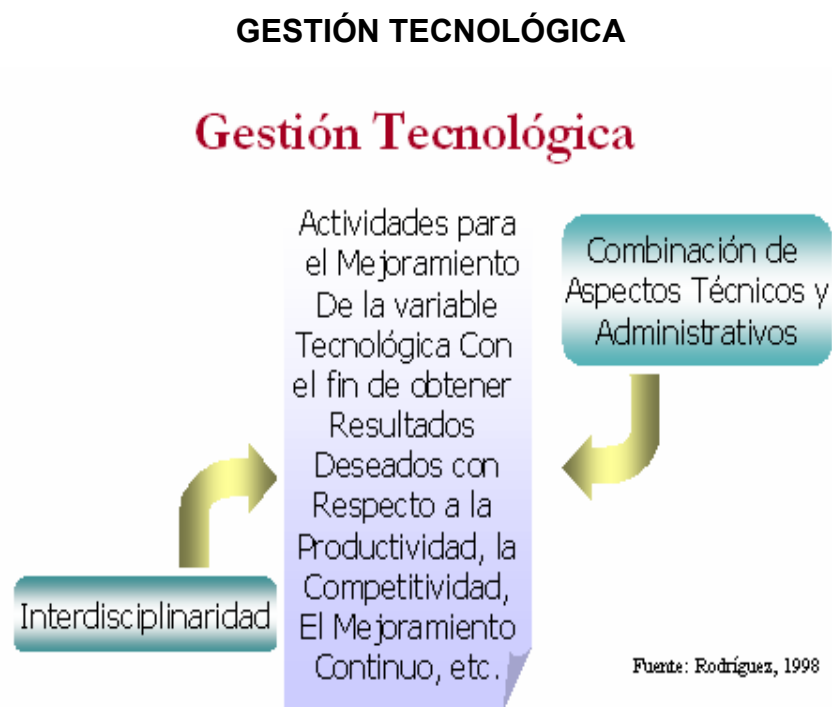 GESTIÓN TECNOLÓGICA
Gestión Tecnológica
Actividades para
el Mejoramiento
De la variable
Tecnológica Con
el fin de obtener
Resultados
Deseados con
Respecto a la
Productividad, la
Competitividad,
El Mejoramiento
Continuo, etc.
Combinación de
Aspectos Técnicos y
Administrativos
Interdisciplinaridad
Fuente: Rodríguez, 1998